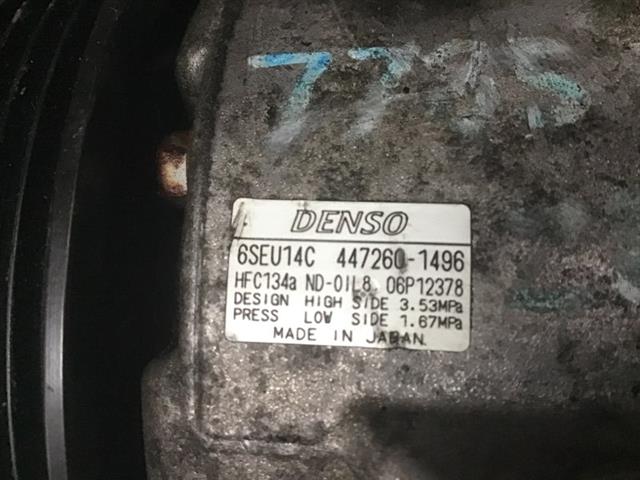 7745
DENSO
6SEU14C 447260-1496
HFC134a ND-OIL8 06P12378
DESIGN HIGH SIDE 3.53MPa
PRESS LOW SIDE 1.67MPa
MADE IN JAPAN